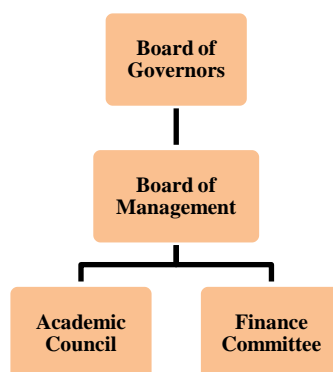 Board of
Governors
Board of
Management
Academic
Council
Finance
Committee